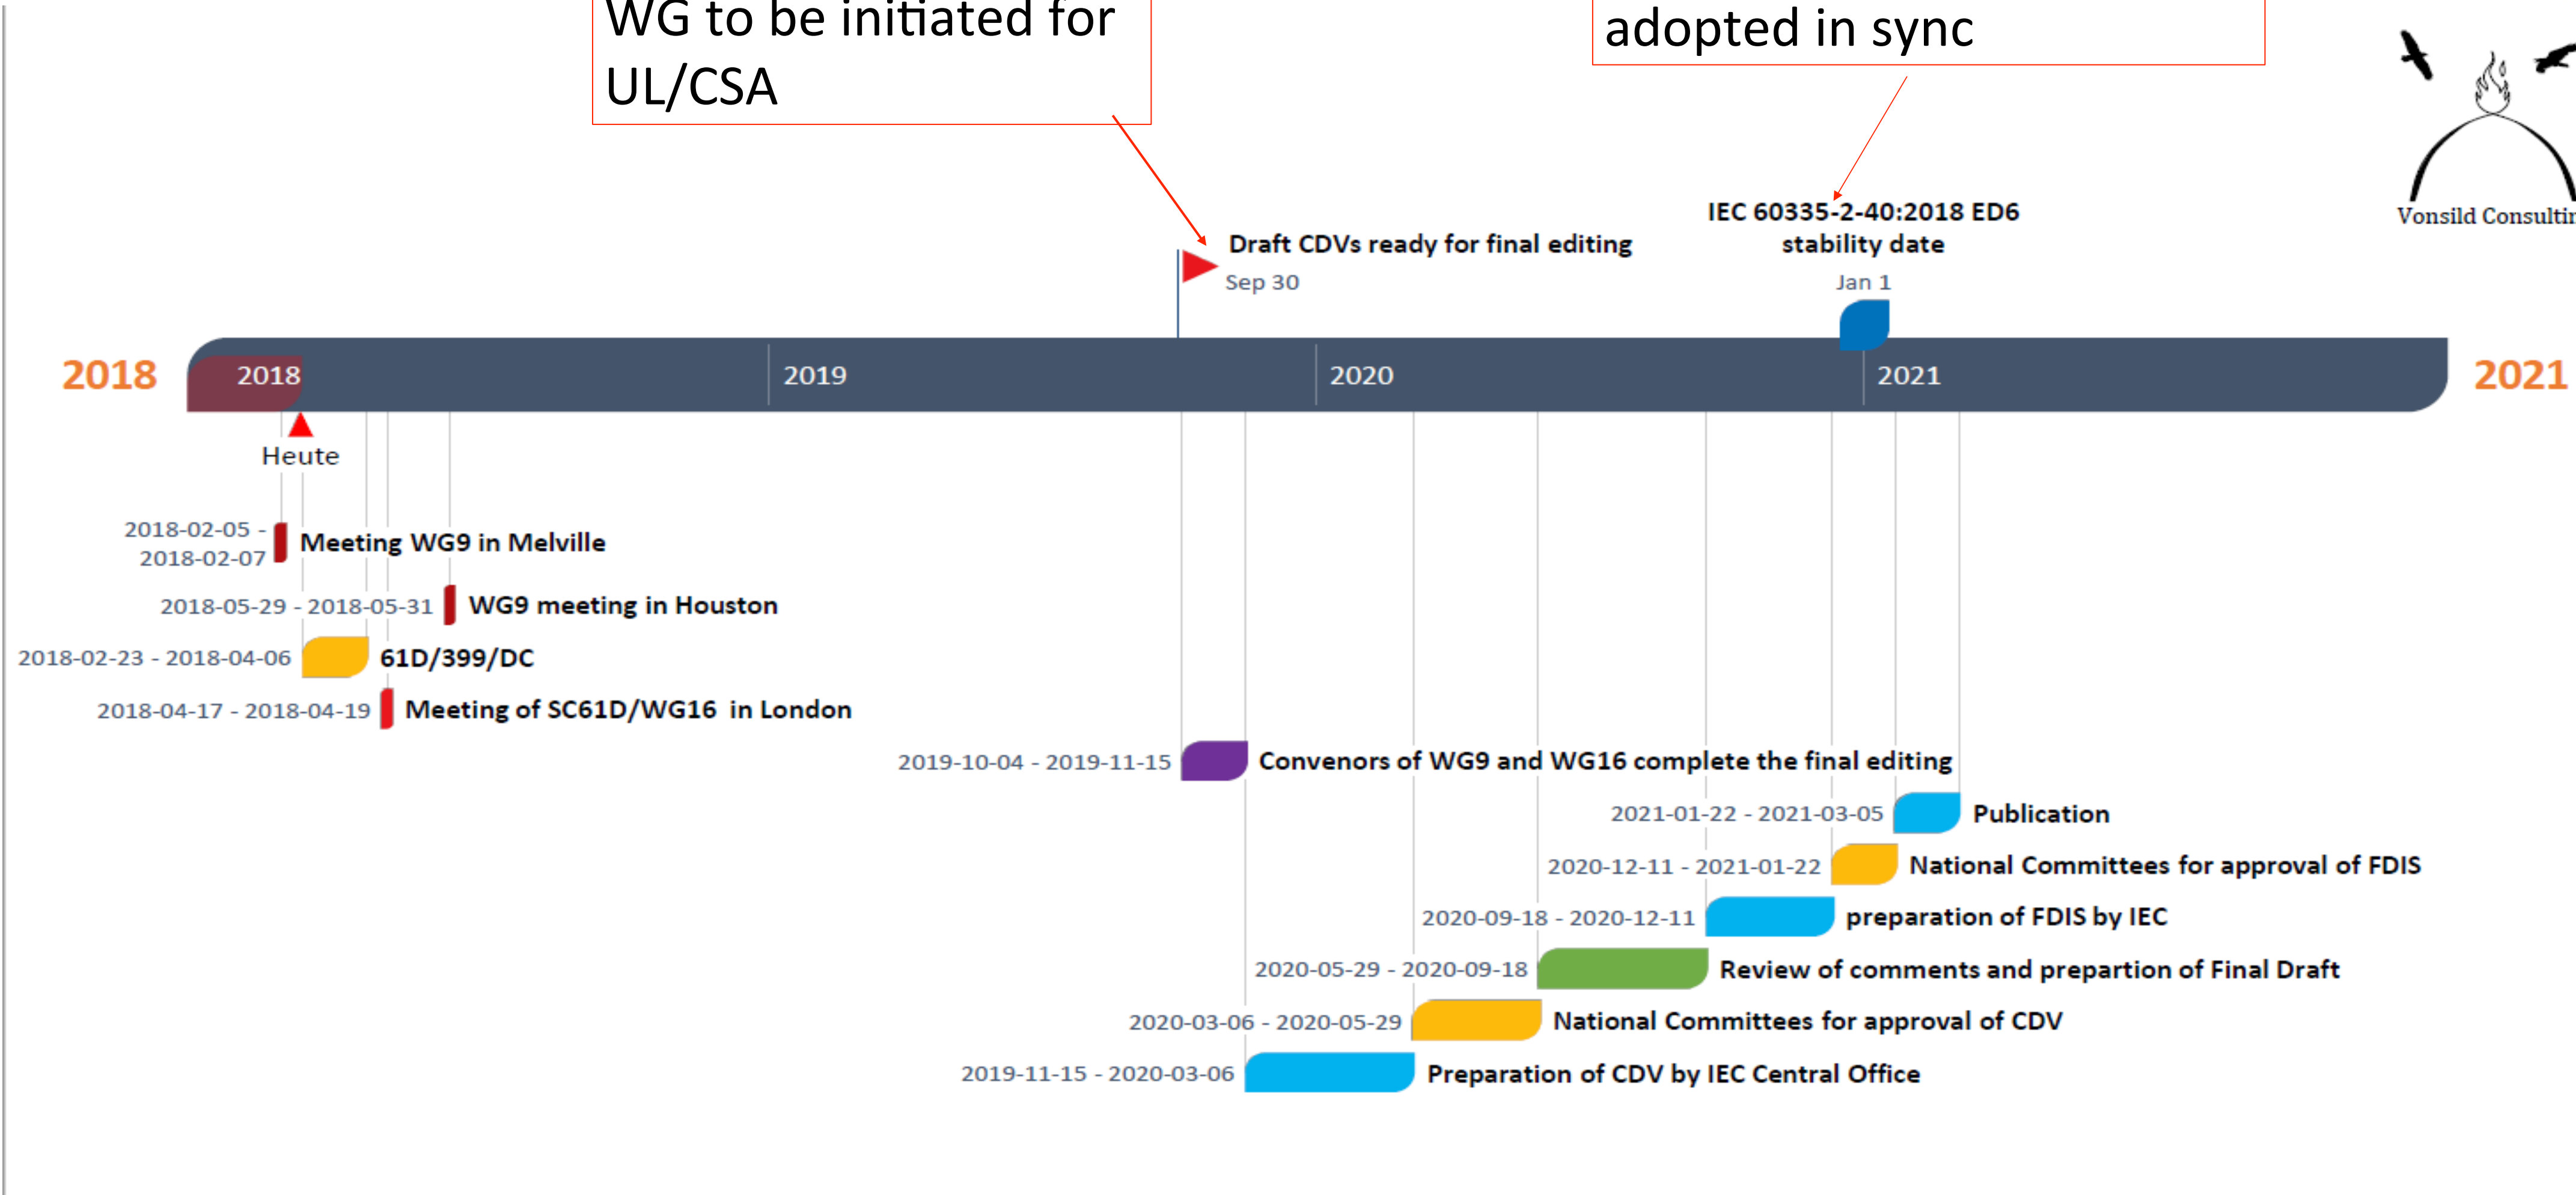 WG to be initiated for
UL/CSA
adopted in sync
Vonsild Consultin
IEC 60335-2-40:2018 ED6
stability date
Jan 1
Draft CDVs ready for final editing
Sep 30
2018
2018
2019
2020
2021
2021
Heute
2018-02-05 -
2018-02-07
Meeting WG9 in Melville
2018-05-29 - 2018-05-31 WG9 meeting in Houston
2018-02-23 - 2018-04-06 61D/399/DC
2018-04-17 - 2018-04-19 Meeting of SC61D/WG16 in London
2019-10-04 - 2019-11-15 Convenors of WG9 and WG16 complete the final editing
2021-01-22 - 2021-03-05 Publication
2020-12-11 - 2021-01-22 National Committees for approval of FDIS
2020-09-18 - 2020-12-11 preparation of FDIS by IEC
2020-05-29 - 2020-09-18 Review of comments and prepartion of Final Draft
2020-03-06 - 2020-05-29 National Committees for approval of CDV
2019-11-15 - 2020-03-06 Preparation of CDV by IEC Central Office